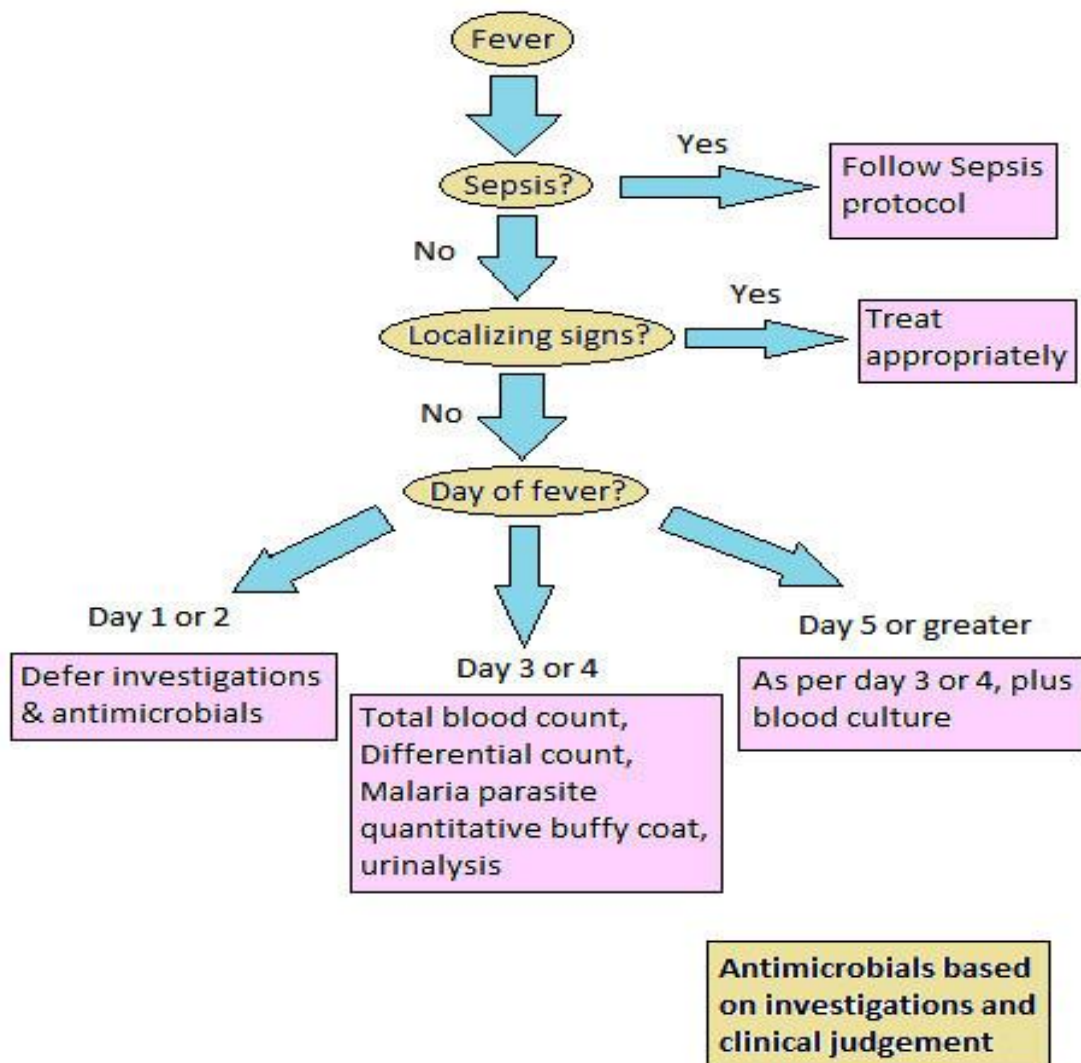 Fever
Sepsis?
Yes
Follow Sepsis
protocol
No
Localizing signs?
Yes
Treat
appropriately
No
Day of fever?
Day 1 or 2
Defer investigations
& antimicrobials
Day 3 or 4
Total blood count,
Differential count,
Malaria parasite
quantitative buffy coat,
urinalysis
Day 5 or greater
As per day 3 or 4, plus
blood culture
Antimicrobials based
on investigations and
clinical judgement